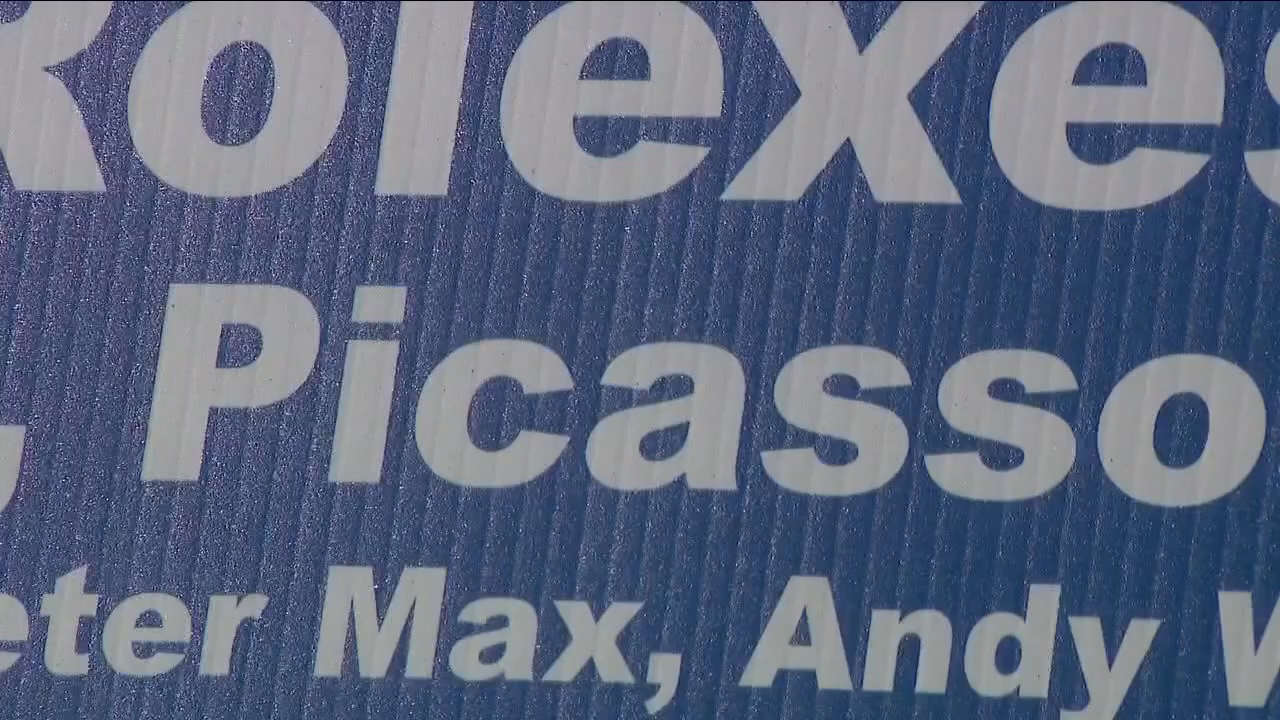 Rolexes
, Picasso
eter Max, Andy W